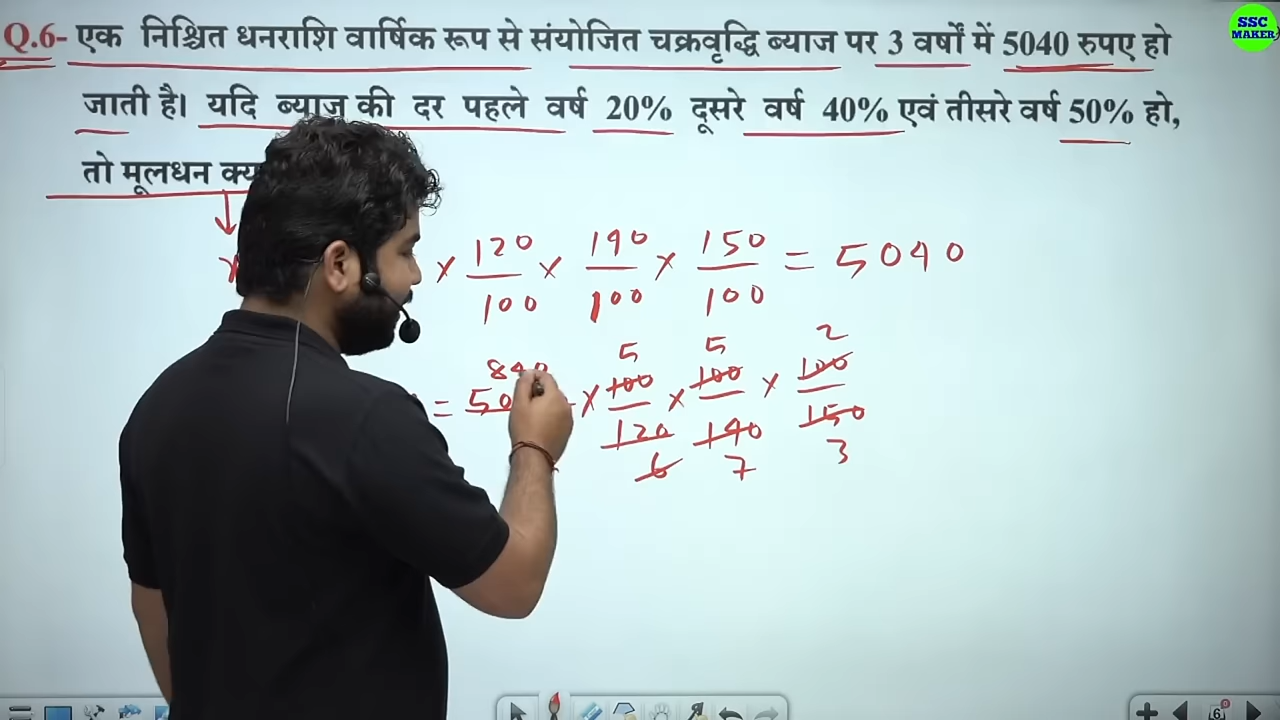 SSC
MAKER
Q.6- एक निश्चित धनराशि वार्षिक रूप से संयोजित चक्रवृद्धि ब्याज पर 3 वर्षों में 5040 रुपए हो
जाती है। यदि ब्याज की दर पहले वर्ष 20% दूसरे वर्ष 40% एवं तीसरे वर्ष 50% हो,
तो मूलधन
× 120/100 × 140/100 × 150/100 = 5040
840 5 5 2
= × 100/120 × 100/140 × 100/150
6 7 3
6